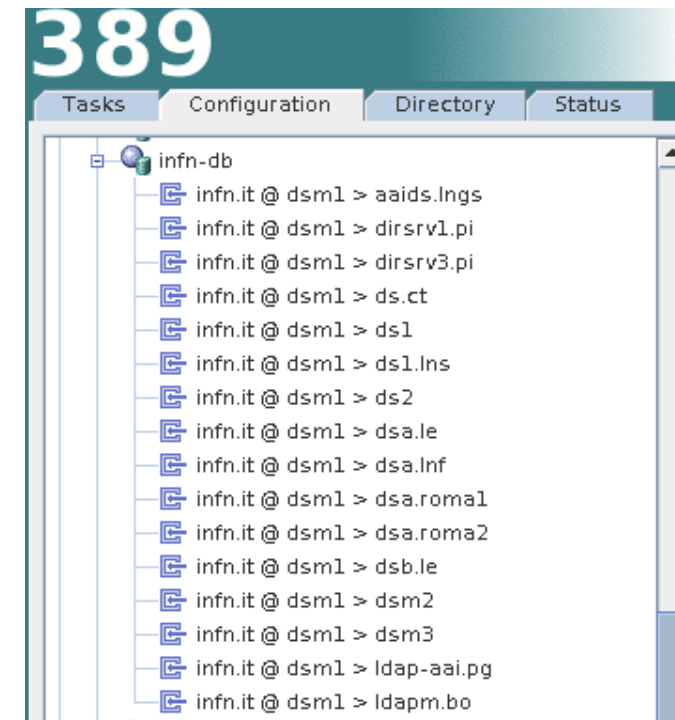 389
Tasks Configuration Directory Status
infn-db
infn.it @ dsm1 > aaids.lngs
infn.it @ dsm1 > dirsrv1.pi
infn.it @ dsm1 > dirsrv3.pi
infn.it @ dsm1 > ds.ct
infn.it @ dsm1 > ds1
infn.it @ dsm1 > ds1.lns
infn.it @ dsm1 > ds2
infn.it @ dsm1 > dsa.le
infn.it @ dsm1 > dsa.lnf
infn.it @ dsm1 > dsa.roma1
infn.it @ dsm1 > dsa.roma2
infn.it @ dsm1 > dsb.le
infn.it @ dsm1 > dsm2
infn.it @ dsm1 > dsm3
infn.it @ dsm1 > ldap-aai.pg
infn.it @ dsm1 > ldapm.bo